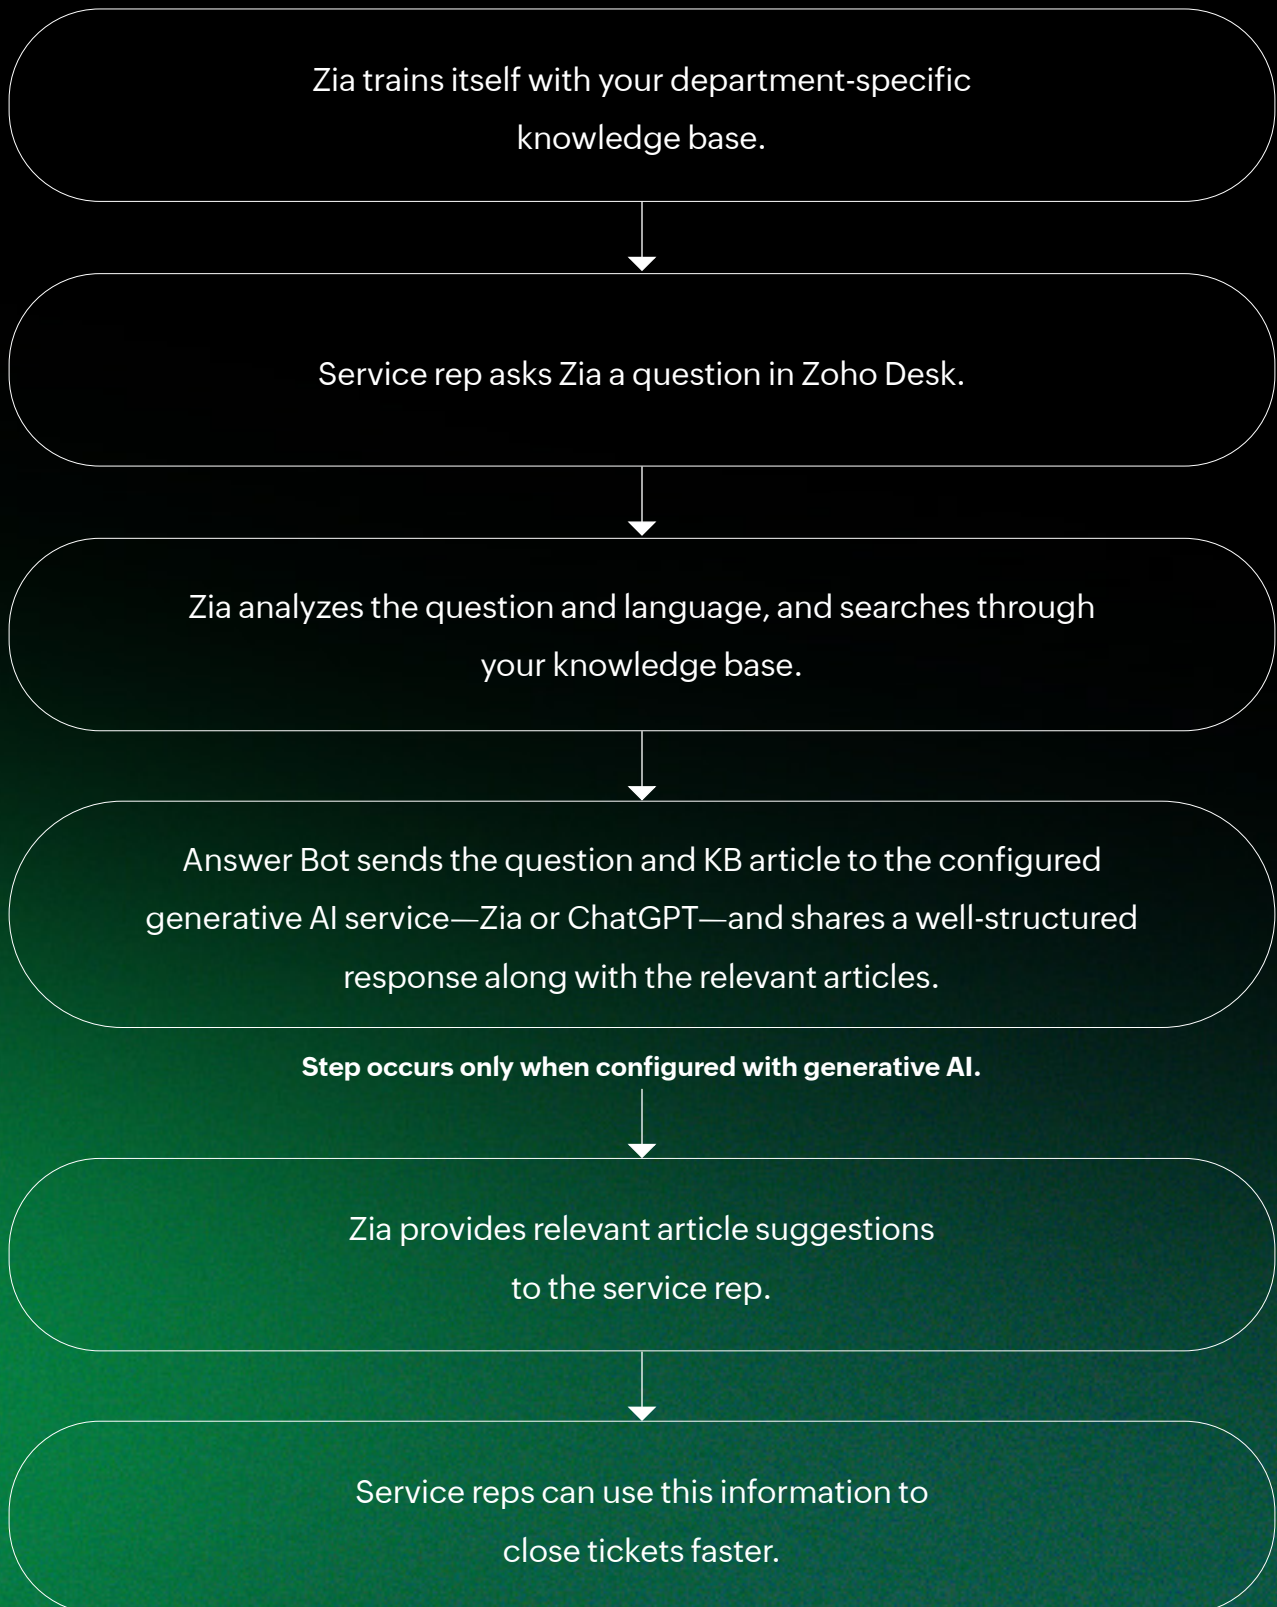 Zia trains itself with your department-specific
knowledge base.
Service rep asks Zia a question in Zoho Desk.
Zia analyzes the question and language, and searches through
your knowledge base.
Answer Bot sends the question and KB article to the configured
generative AI service—Zia or ChatGPT—and shares a well-structured
response along with the relevant articles.
Step occurs only when configured with generative AI.
Zia provides relevant article suggestions
to the service rep.
Service reps can use this information to
close tickets faster.